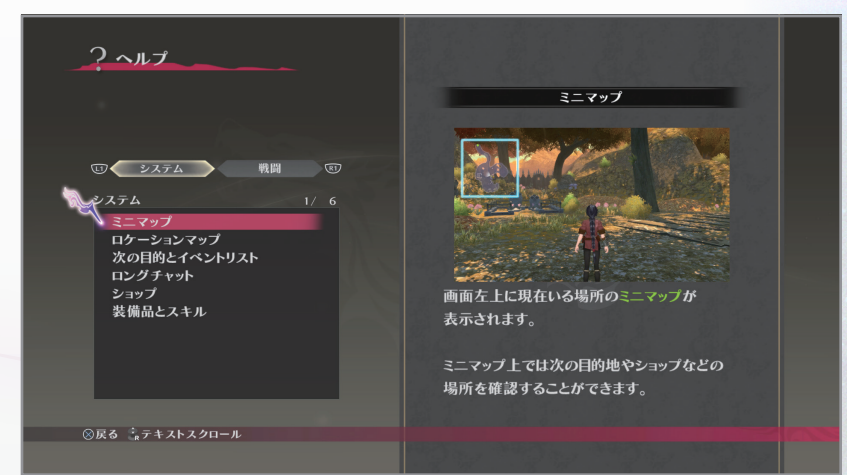 ? ヘルプ
L1 システム 戦闘 R1
システム 1/ 6
ミニマップ
ロケーションマップ
次の目的とイベントリスト
ロングチャット
ショップ
装備品とスキル
ミニマップ
画面左上に現在いる場所のミニマップが
表示されます。
ミニマップ上では次の目的地やショップなどの
場所を確認することができます。
戻る R テキストスクロール